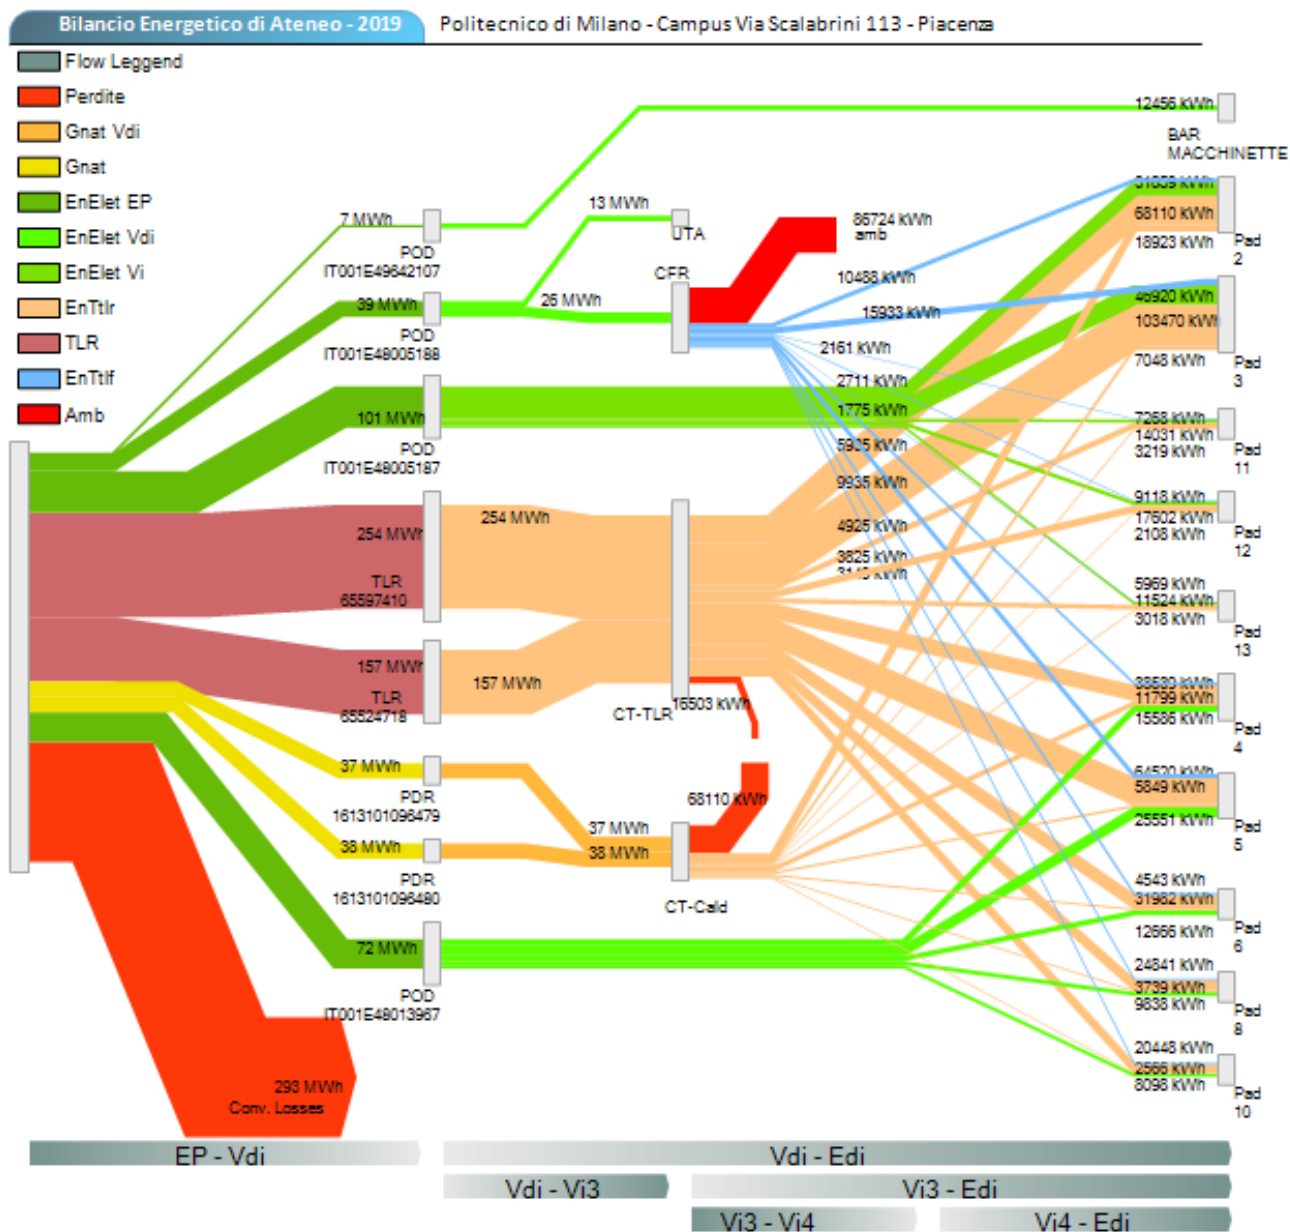 Bilancio Energetico di Ateneo - 2019
Politecnico di Milano - Campus Via Scalabrini 113 - Piacenza
Flow Leggend
Perdite
Gnat Vdi
Gnat
EnElet EP
EnElet Vdi
EnElet Vi
EnTtlr
TLR
EnTtlf
Amb
7 MWh
POD
IT001E49642107
39 MWh
POD
IT001E48005188
101 MWh
POD
IT001E48005187
254 MWh
TLR
65597410
157 MWh
TLR
65524718
37 MWh
PDR
1613101096479
38 MWh
PDR
1613101096480
72 MWh
POD
IT001E48013967
293 MWh
Conv. Losses
13 MWh
UTA
26 MWh
CFR
86724 kWh
amb
254 MWh
157 MWh
CT-TLR
16503 kWh
68110 kWh
37 MWh
38 MWh
CT-Cald
10488 kWh
15933 kWh
2161 kWh
2711 kWh
1775 kWh
9935 kWh
4925 kWh
3825 kWh
12456 kWh
BAR
MACCHINETTE
68110 kWh
18923 kWh
Pad
2
46920 kWh
103470 kWh
7048 kWh
Pad
3
7268 kWh
14031 kWh
3219 kWh
Pad
11
9118 kWh
17602 kWh
2108 kWh
Pad
12
5969 kWh
11524 kWh
3018 kWh
Pad
13
11799 kWh
15586 kWh
Pad
4
64520 kWh
5849 kWh
25551 kWh
Pad
5
4543 kWh
31982 kWh
12666 kWh
Pad
6
24841 kWh
3739 kWh
9838 kWh
Pad
8
20448 kWh
2566 kWh
8098 kWh
Pad
10
EP - Vdi
Vdi - Edi
Vdi - Vi3
Vi3 - Edi
Vi3 - Vi4
Vi4 - Edi